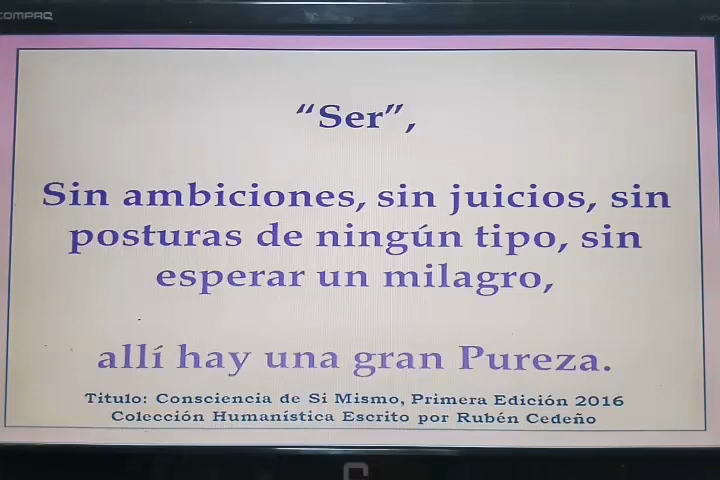 COMPAQ
“Ser”,
Sin ambiciones, sin juicios, sin
posturas de ningún tipo, sin
esperar un milagro,
allí hay una gran Pureza.
Titulo: Consciencia de Si Mismo, Primera Edición 2016
Colección Humanística Escrito por Rubén Cedeño